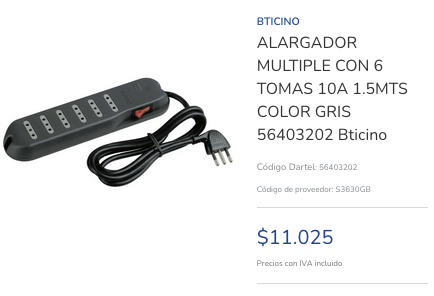 BTICINO
ALARGADOR
MULTIPLE CON 6
TOMAS 10A 1.5MTS
COLOR GRIS
56403202 Bticino
Código Dartel: 56403202
Código de proveedor: S3630GB
$11.025
Precios con IVA incluido